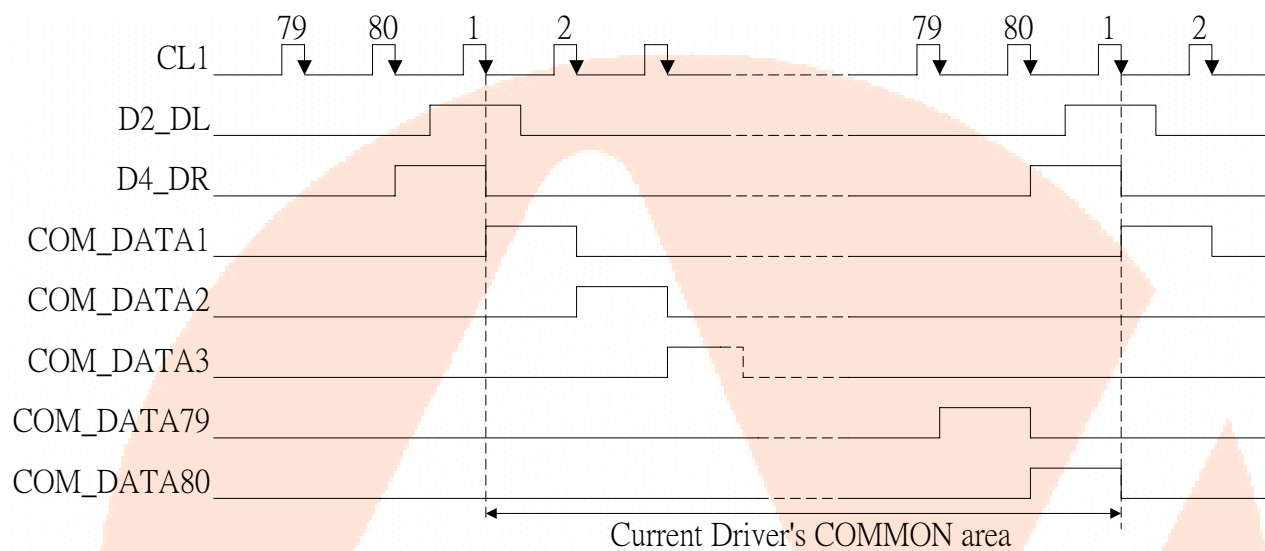 79 80 1 2 79 80 1 2
CL1
D2_DL
D4_DR
COM_DATA1
COM_DATA2
COM_DATA3
COM_DATA79
COM_DATA80
Current Driver's COMMON area